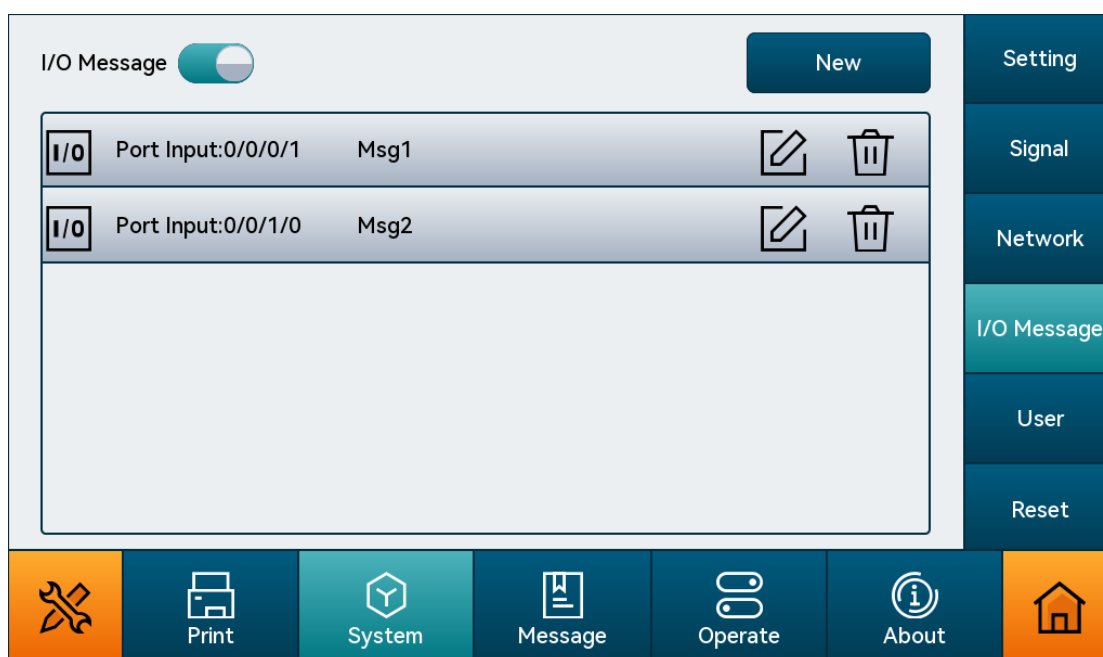 I/O Message
New
I/O Port Input:0/0/0/1 Msg1
I/O Port Input:0/0/1/0 Msg2
Setting
Signal
Network
I/O Message
User
Reset
Print
System
Message
Operate
About